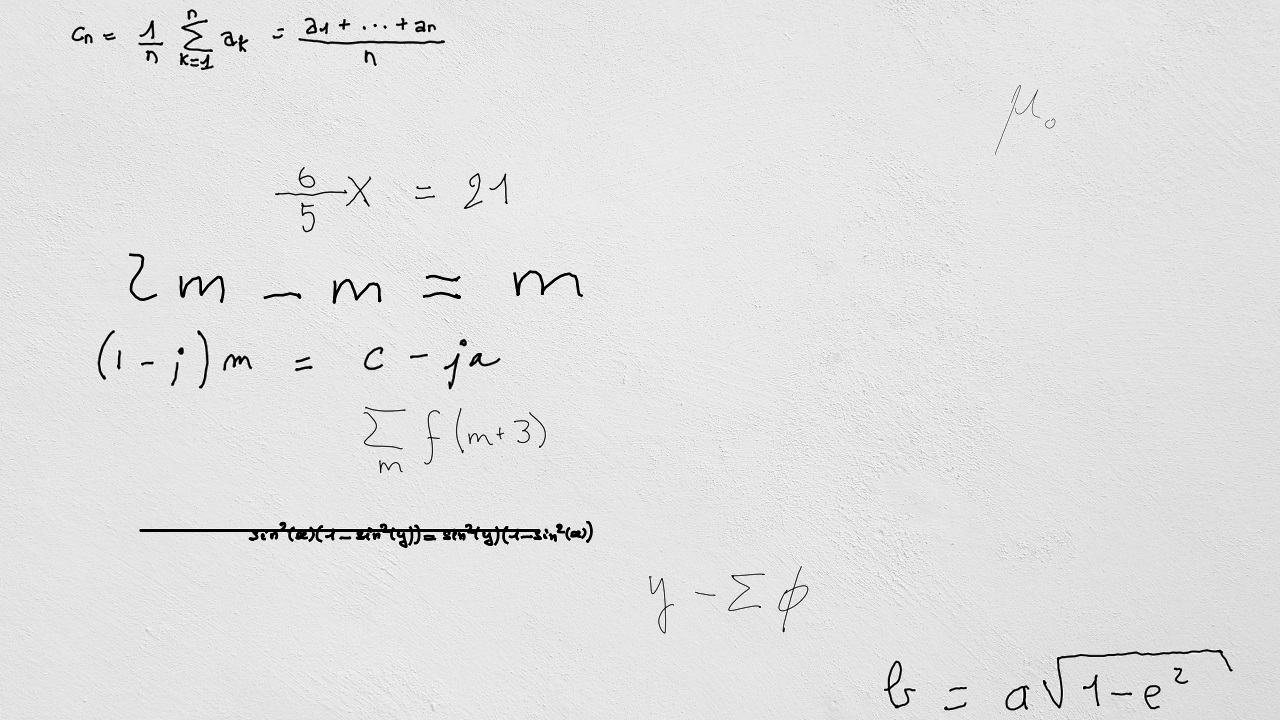 c_n = \frac{1}{n} \sum_{k=1}^{n} a_k = \frac{a_1 + \cdots + a_n}{n}
\mu_0
\frac{6}{5} x = 21
2m - m \approx m
(1 - j)m = c - ja
\sum_m f(m+3)
sin^2(x)(1-sin^2(y))=sin^2(y)(1-sin^2(x))
y - \Sigma \phi
b = a\sqrt{1-e^2}